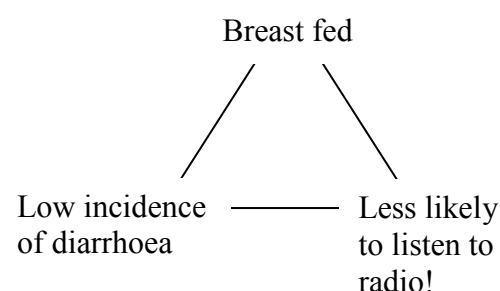 Breast fed
Low incidence
of diarrhoea
Less likely
to listen to
radio!